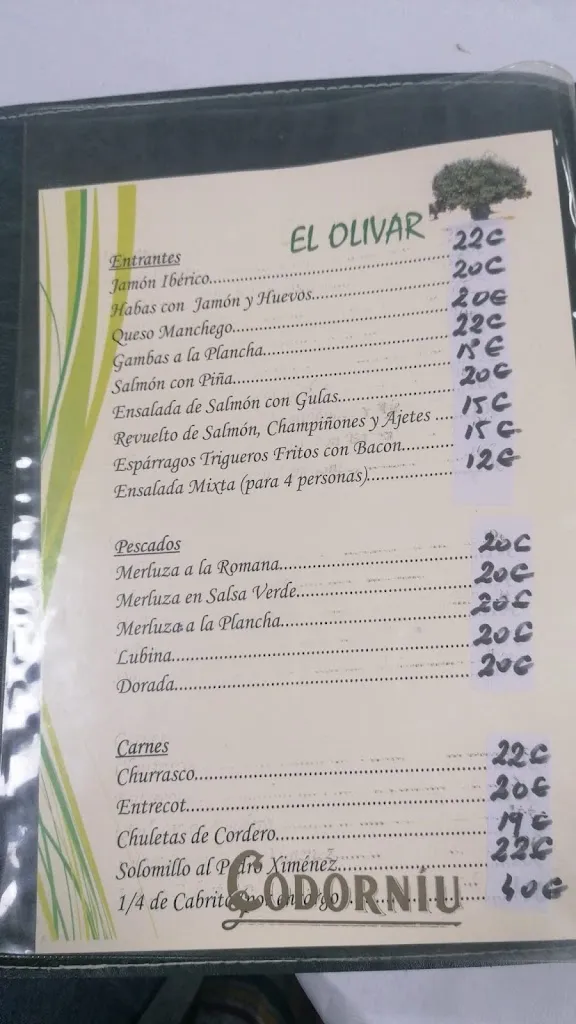 EL OLIVAR
Entrantes
Jamón Ibérico 22€
Habas con Jamón y Huevos 20€
Queso Manchego 20€
Gambas a la Plancha 22€
Salmón con Piña 15€
Ensalada de Salmón con Gulas 20€
Revuelto de Salmón, Champiñones y Ajetes 15€
Espárragos Trigueros Fritos con Bacon 15€
Ensalada Mixta (para 4 personas) 12€
Pescados
Merluza a la Romana 20€
Merluza en Salsa Verde 20€
Merluza a la Plancha 20€
Lubina 20€
Dorada 20€
Carnes
Churrasco 22€
Entrecot 20€
Chuletas de Cordero 19€
Solomillo al Pedro Ximénez 22€
1/4 de Cabrito por encargo 40€
CODORNÍU